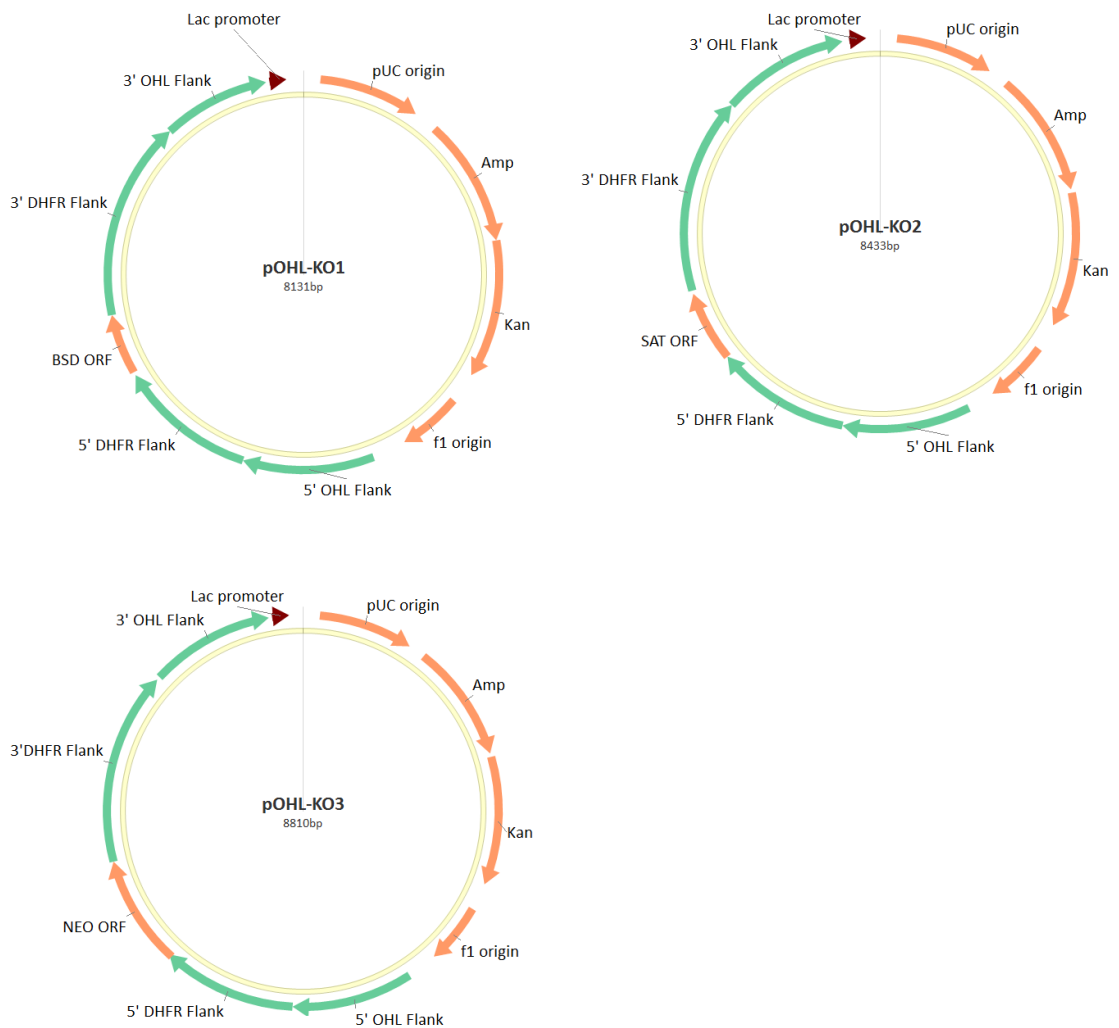 Lac promoter
pUC origin
3' OHL Flank
Amp
3' DHFR Flank
pOHL-KO1
8131bp
Kan
BSD ORF
f1 origin
5' DHFR Flank
5' OHL Flank
Lac promoter
pUC origin
3' OHL Flank
Amp
3' DHFR Flank
pOHL-KO2
8433bp
Kan
SAT ORF
f1 origin
5' DHFR Flank
5' OHL Flank
Lac promoter
pUC origin
3' OHL Flank
Amp
3'DHFR Flank
pOHL-KO3
8810bp
Kan
NEO ORF
f1 origin
5' DHFR Flank
5' OHL Flank